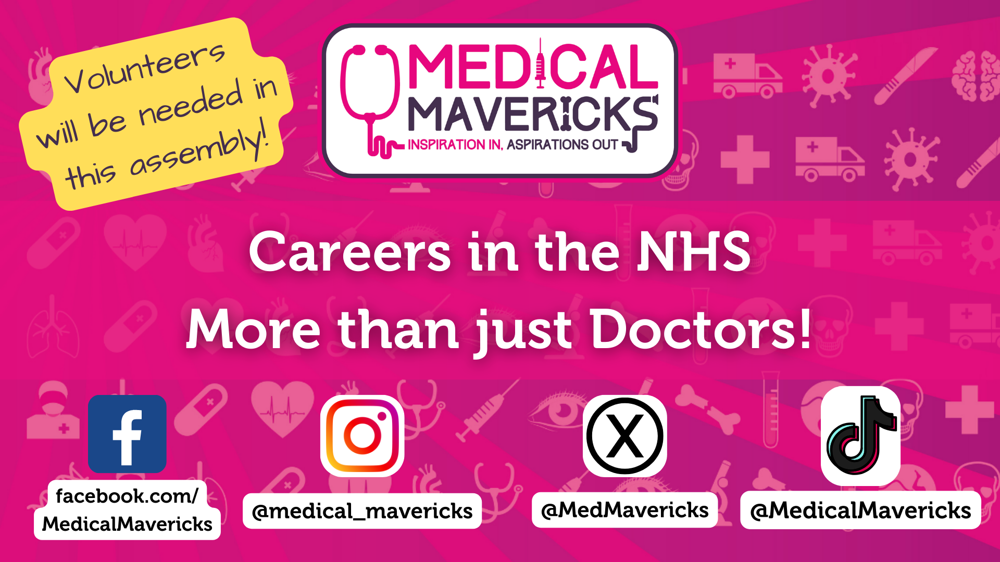 Volunteers
will be needed in
this assembly!
MEDICAL
MAVERICKS
INSPIRATION IN, ASPIRATIONS OUT
Careers in the NHS
More than just Doctors!
facebook.com/
MedicalMavericks
@medical_mavericks
@MedMavericks
@MedicalMavericks